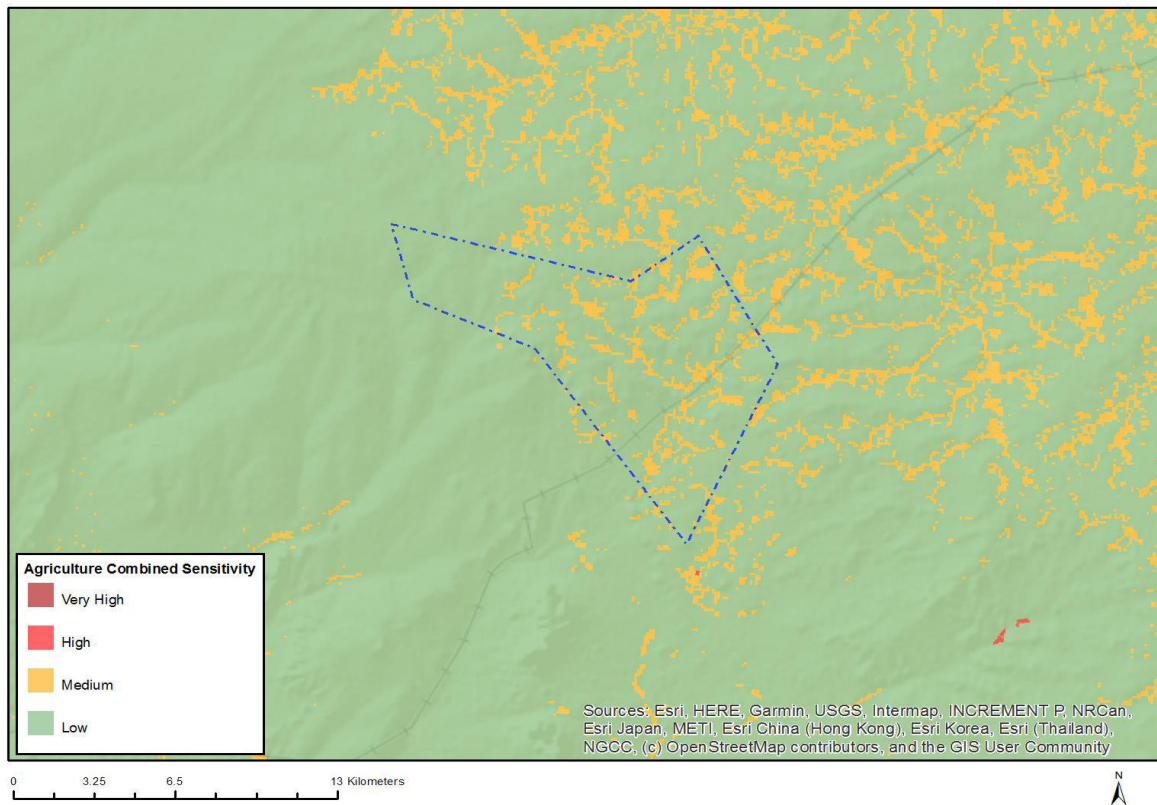 Agriculture Combined Sensitivity
Very High
High
Medium
Low
Sources: Esri, HERE, Garmin, USGS, Intermap, INCREMENT P, NRCan,
Esri Japan, METI, Esri China (Hong Kong), Esri Korea, Esri (Thailand),
NGCC, (c) OpenStreetMap contributors, and the GIS User Community
0 3.25 6.5 13 Kilometers
N